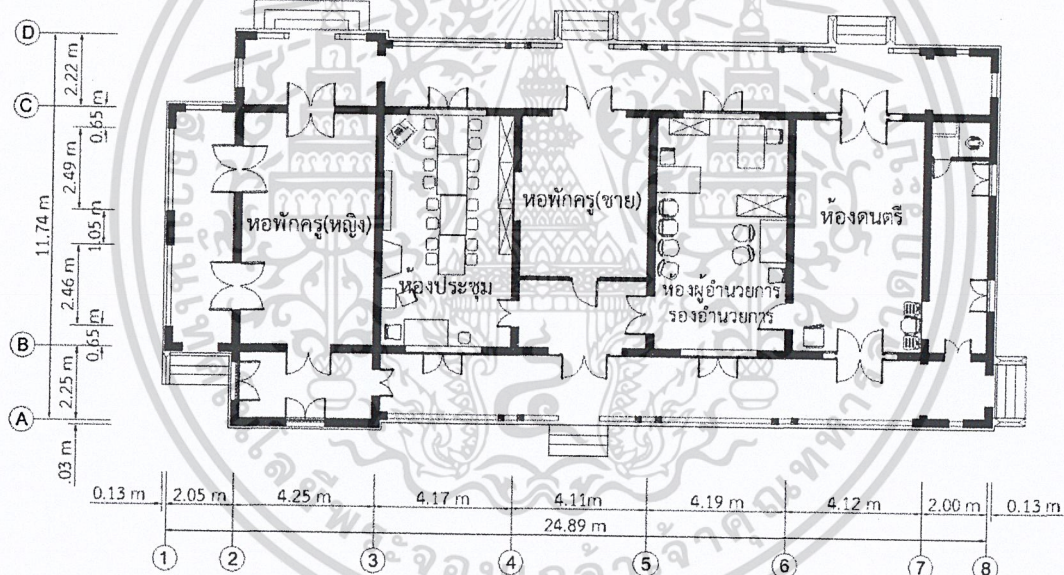 D
C
B
A
2.22 m
0.65 m
2.49 m
1.05 m
2.46 m
0.65 m
2.25 m
.03 m
11.74 m
หอพักครู(หญิง)
ห้องประชุม
หอพักครู(ชาย)
ห้องผู้อำนวยการ
รองอำนวยการ
ห้องดนตรี
0.13 m 2.05 m 4.25 m 4.17 m 4.11m 4.19 m 4.12 m 2.00 m 0.13 m
24.89 m
1 2 3 4 5 6 7 8